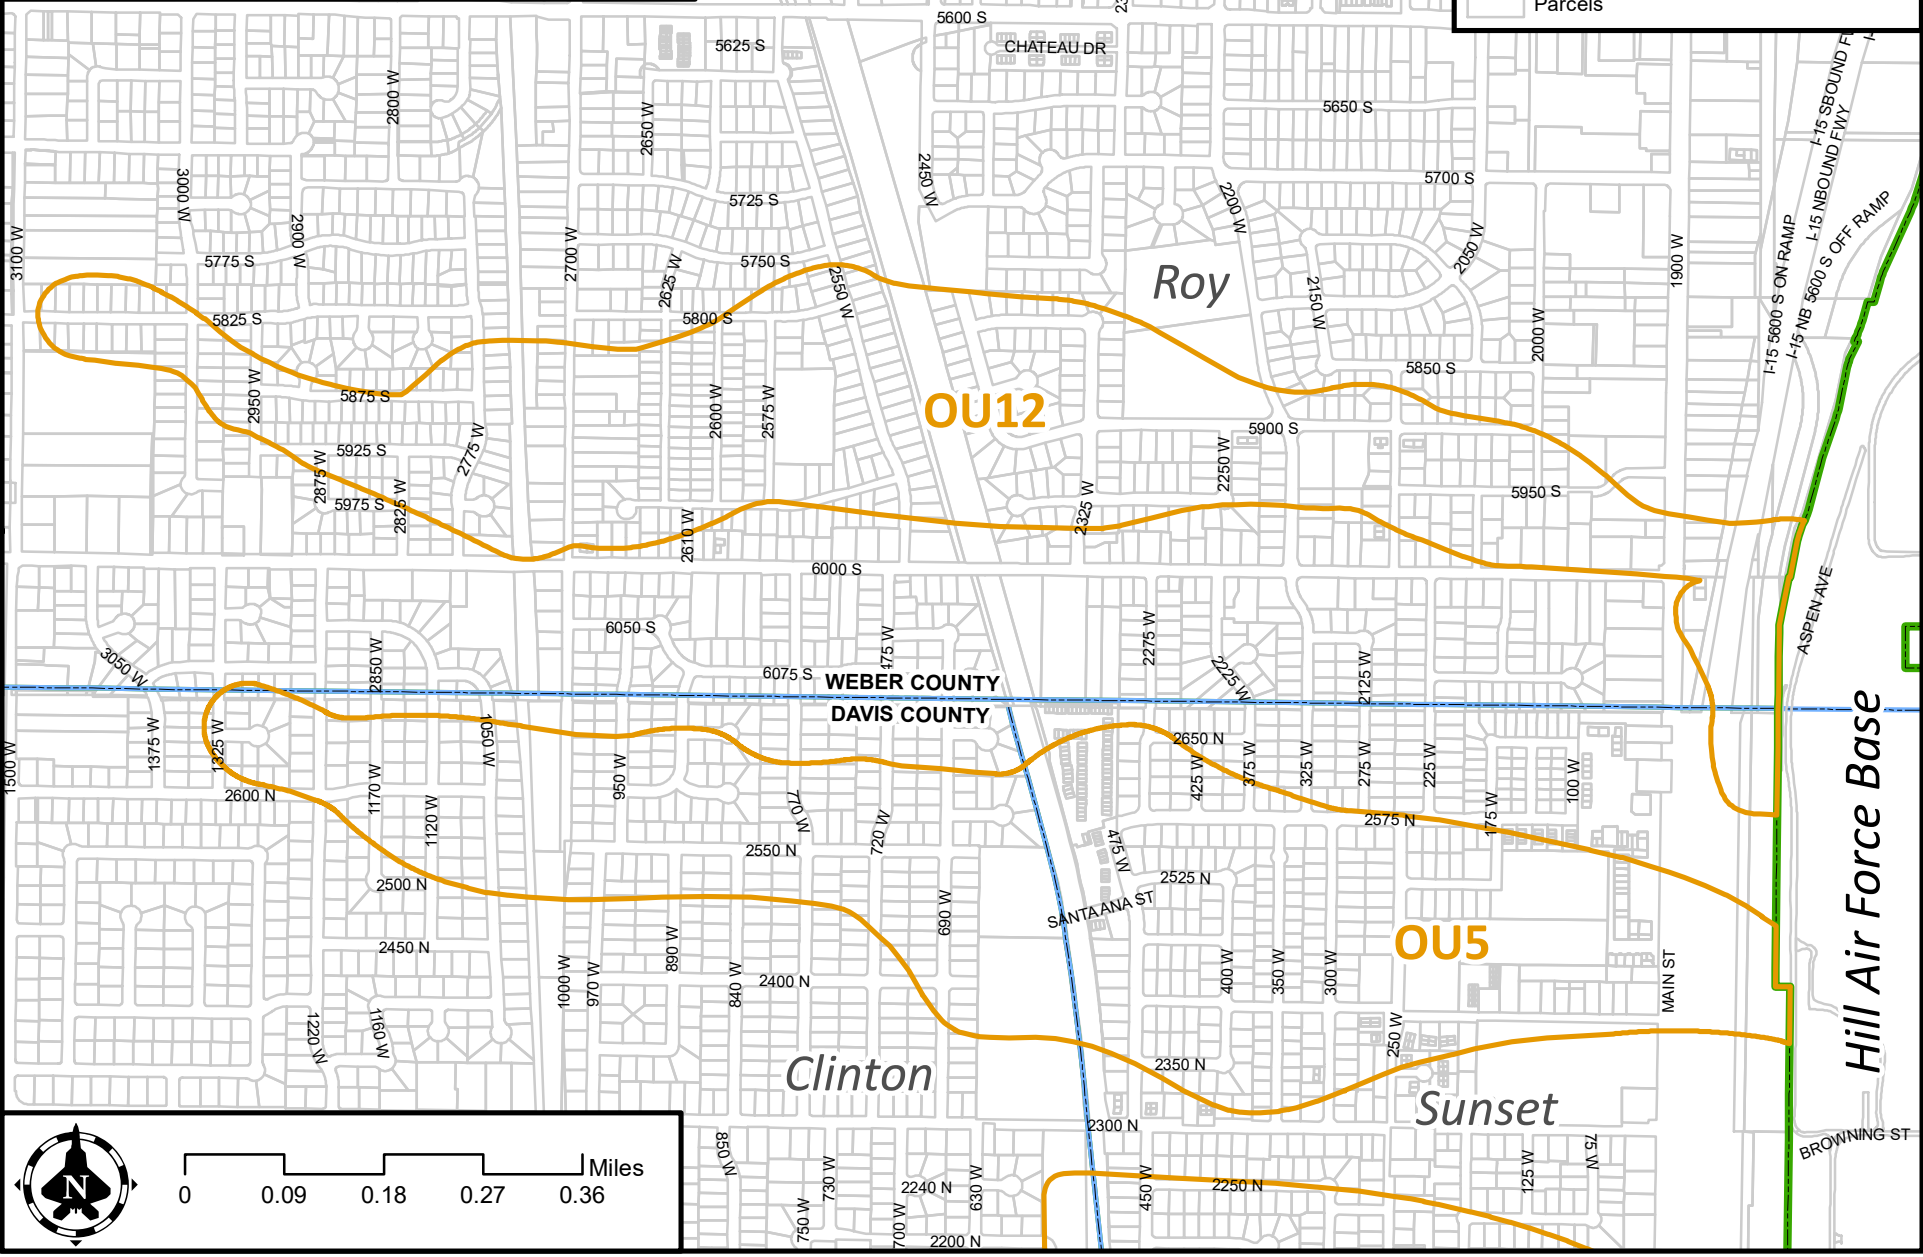 Parcels
5600 S
CHATEAU DR
5625 S
2800 W
2650 W
5650 S
I-15 NBOUND FWY
2450 W
5700 S
3000 W
5725 S
2200 W
2900 W
2050 W
3100 W
5775 S
2700 W
5750 S
2625 W
2550 W
Roy
2150 W
1900 W
I-15 5600 S ON RAMP
I-15 NB 5600 S OFF RAMP
5825 S
5800 S
2000 W
5850 S
5875 S
2950 W
2600 W
2575 W
OU12
5900 S
5925 S
2775 W
2875 W
2250 W
5975 S
2825 W
5950 S
2325 W
2610 W
6000 S
ASPEN AVE
6050 S
2275 W
3050 W
2850 W
475 W
6075 S
2225 W
2125 W
WEBER COUNTY
DAVIS COUNTY
Hill Air Force Base
1500 W
1375 W
1325 W
1050 W
2650 N
950 W
425 W
375 W
325 W
275 W
225 W
100 W
2600 N
1170 W
1120 W
770 W
720 W
2575 N
175 W
2550 N
475 W
2500 N
2525 N
690 W
SANTA ANA ST
OU5
2450 N
890 W
1000 W
970 W
840 W
2400 N
400 W
350 W
300 W
MAIN ST
1220 W
1160 W
250 W
Clinton
2350 N
Sunset
2300 N
BROWNING ST
850 W
75 W
730 W
2240 N
630 W
450 W
2250 N
125 W
750 W
700 W
2200 N
N
Miles
0 0.09 0.18 0.27 0.36